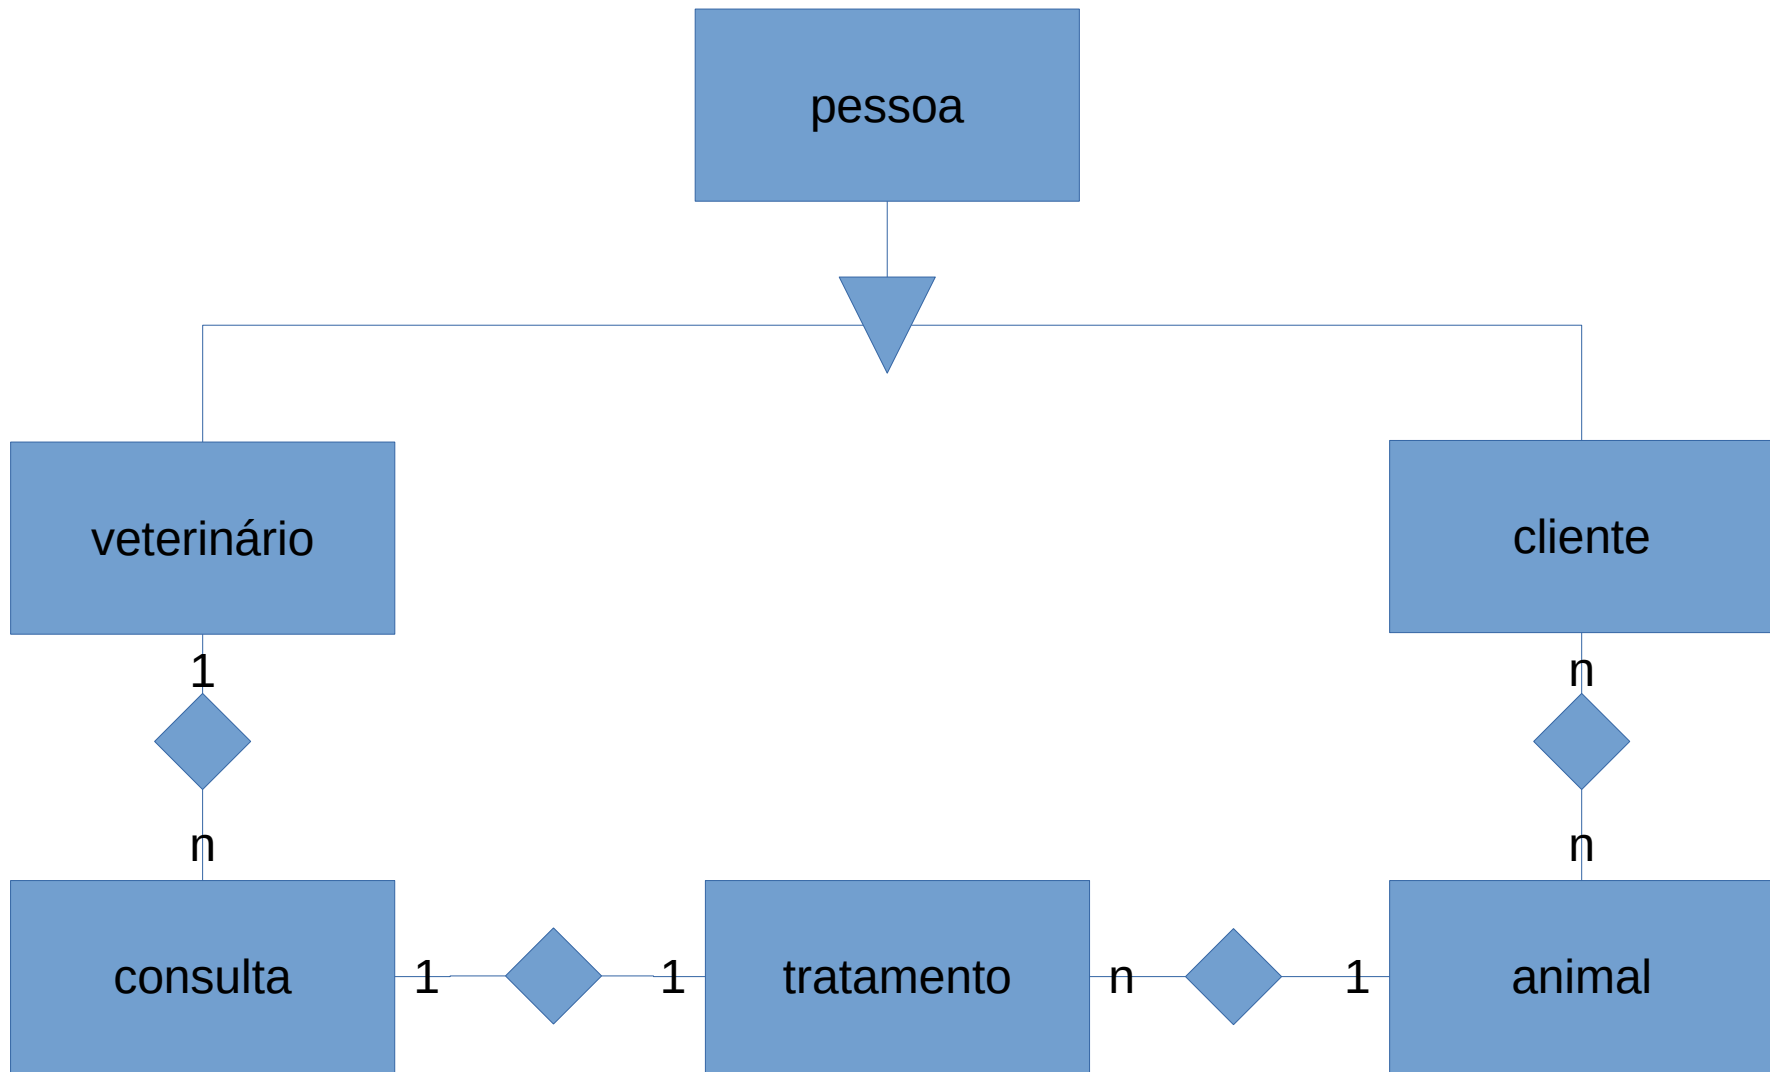 pessoa
veterinário
cliente
1
n
n
n
consulta
1
1
tratamento
n
1
animal